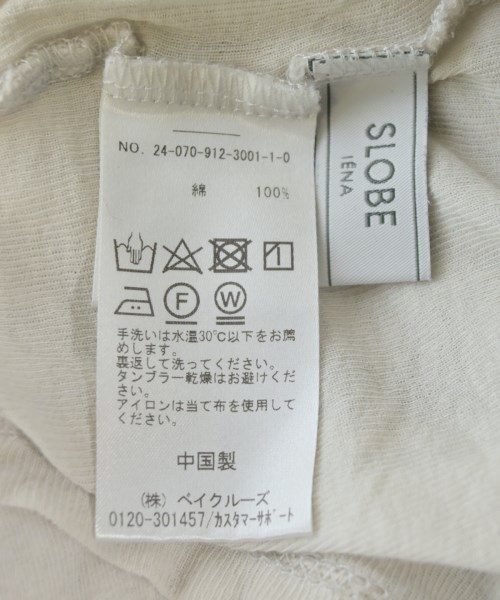 NO. 24-070-912-3001-1-0
綿 100%
F
W
手洗いは水温30℃以下をお薦
めします。
裏返して洗ってください。
タンブラー乾燥はお避けくだ
さい。
アイロンは当て布を使用して
ください。
中国製
(株) ベイクルーズ
0120-301457/カスタマーサポート
SLOBE
IÉNA